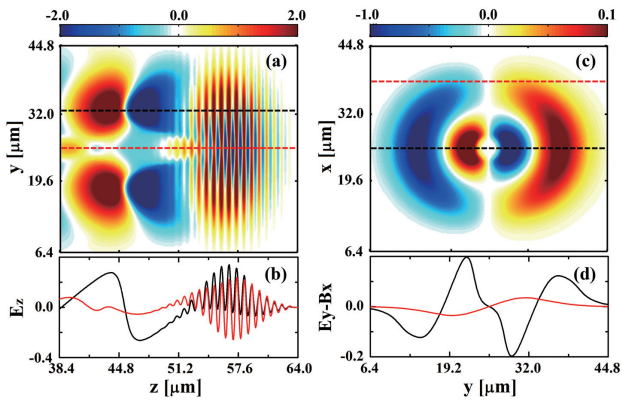 -2.0 0.0 2.0 -1.0 0.0 0.1
44.8 (a) 44.8 (c)
y [μm] 32.0 x [μm] 32.0
19.6 19.6
6.4 6.4
Ez 0.0 (b) Ey-Bx 0.0 (d)
-0.4 -0.2
38.4 44.8 51.2 57.6 64.0 6.4 19.2 32.0 44.8
z [μm] y [μm]